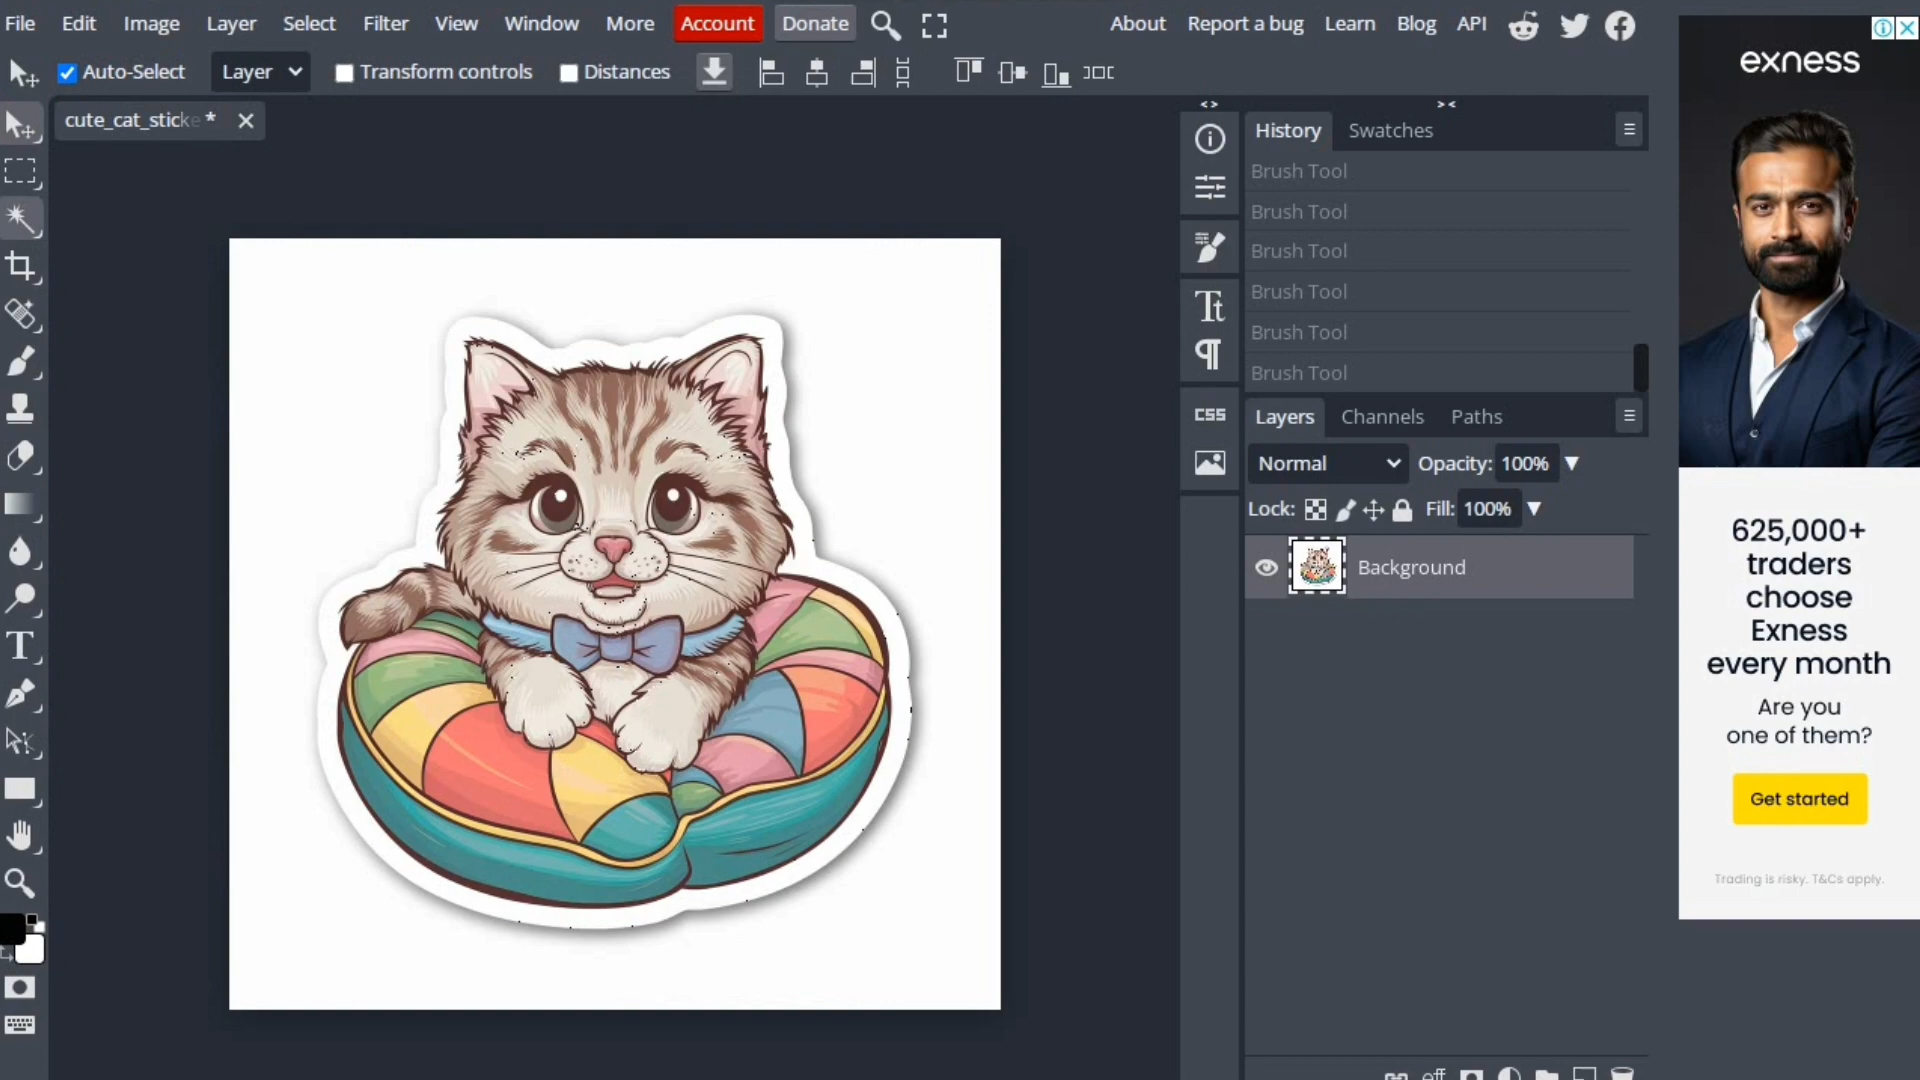 File Edit Image Layer Select Filter View Window More Account Donate About Report a bug Learn Blog API
Auto-Select Layer Transform controls Distances
cute_cat_sticke *
History Swatches
Brush Tool
Brush Tool
Brush Tool
Brush Tool
Brush Tool
Brush Tool
CSS
Layers Channels Paths
Normal Opacity: 100%
Lock: Fill: 100%
Background
eff
exness
625,000+
traders
choose
Exness
every month
Are you
one of them?
Get started
Trading is risky. T&Cs apply.